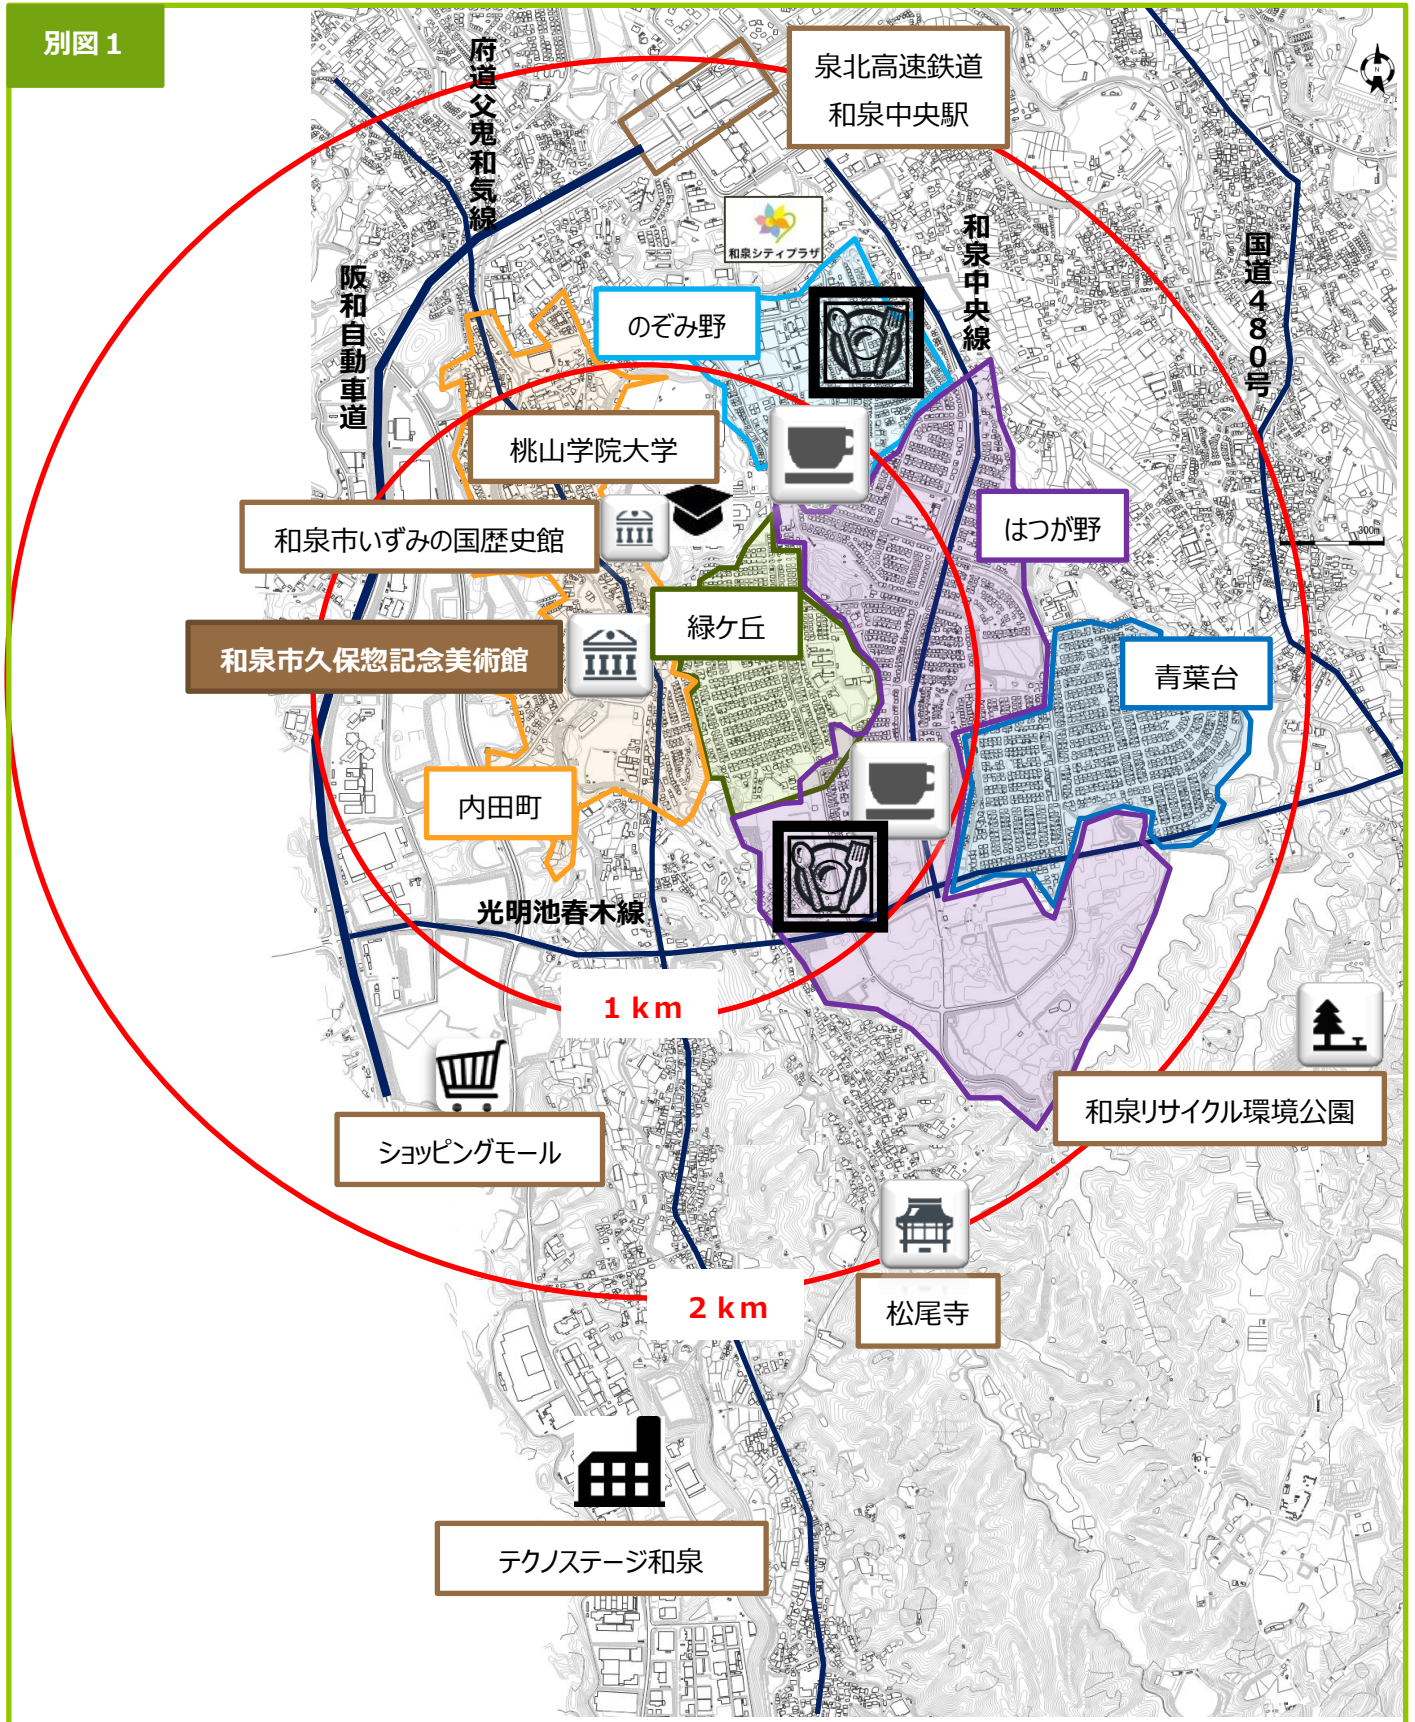 別図1
泉北高速鉄道
和泉中央駅
府道父鬼和気線
N
和泉シティプラザ
和泉中央線
国道480号
阪和自動車道
のぞみ野
桃山学院大学
和泉市いずみの国歴史館
はつが野
300m
緑ケ丘
和泉市久保惣記念美術館
青葉台
内田町
光明池春木線
1km
和泉リサイクル環境公園
ショッピングモール
2km
松尾寺
テクノステージ和泉